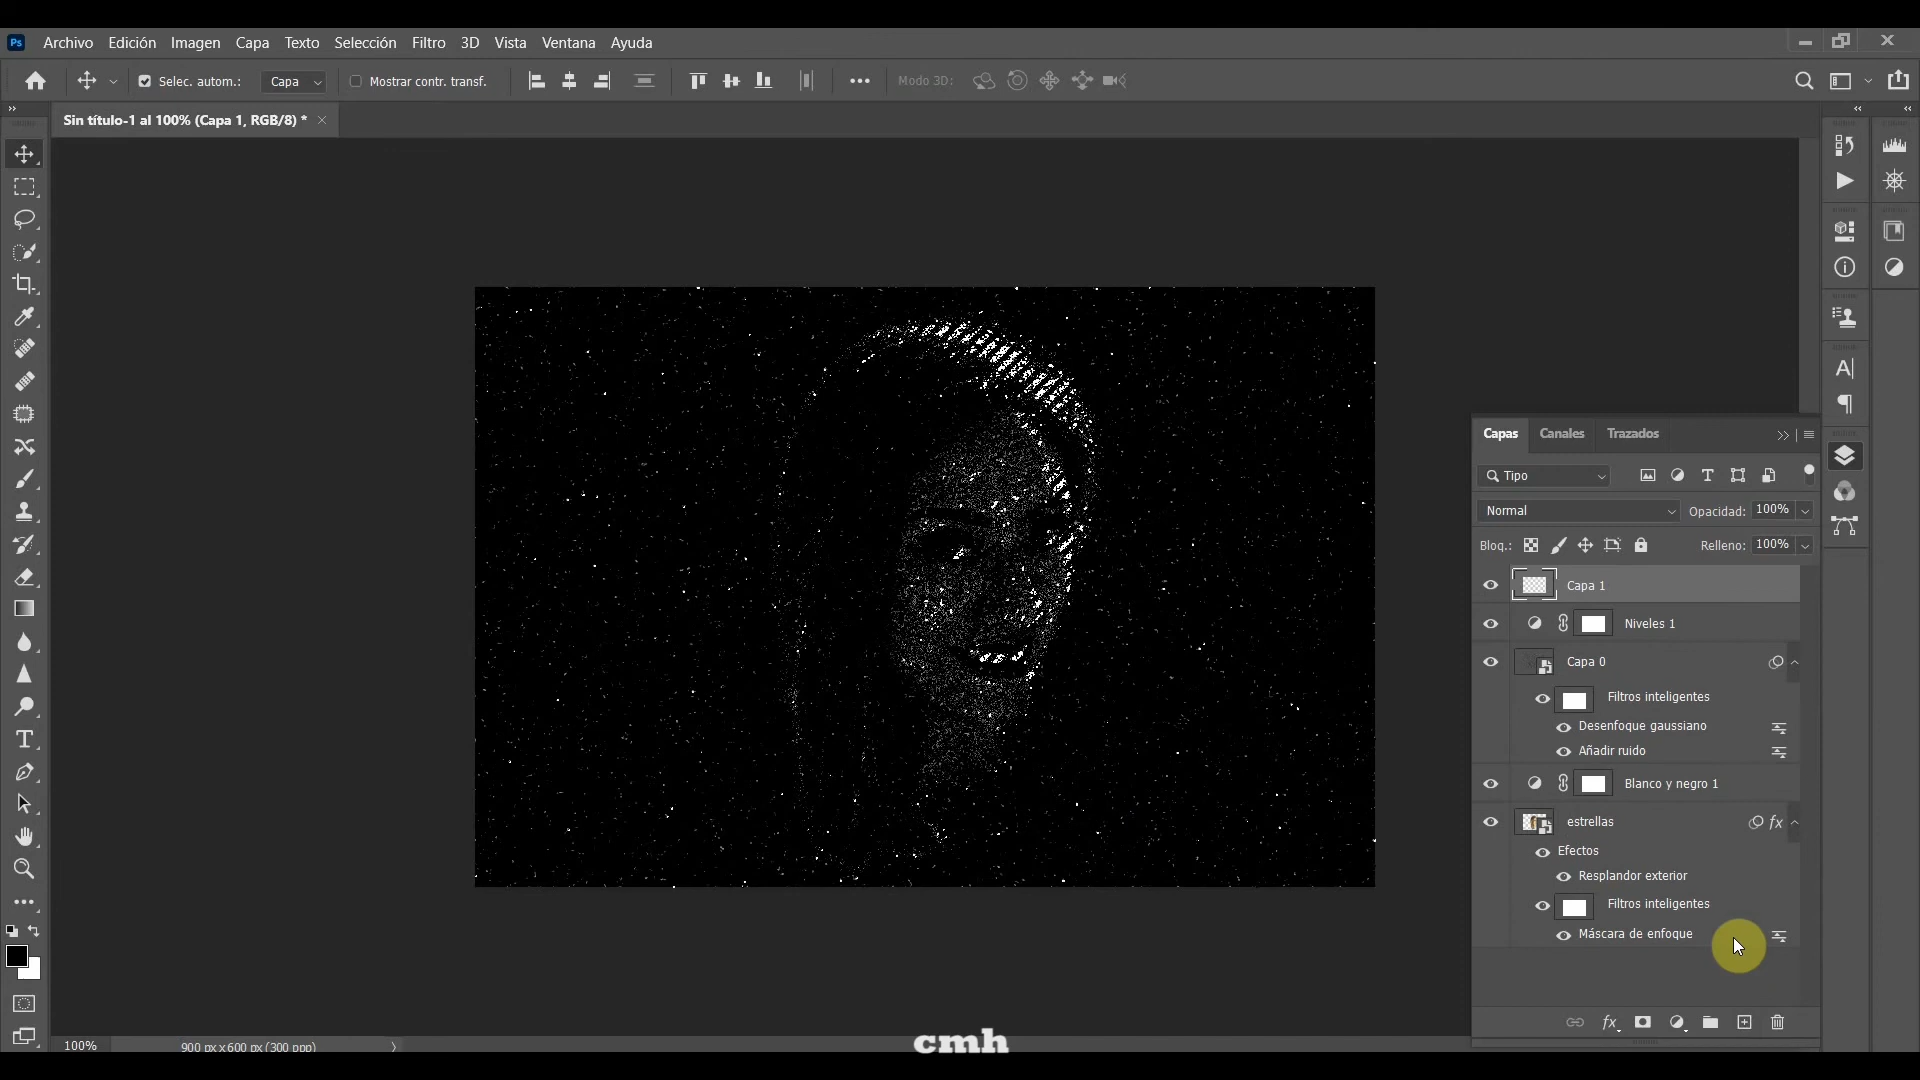 Ps Archivo Edición Imagen Capa Texto Selección Filtro 3D Vista Ventana Ayuda
Selec. autom.: Capa Mostrar contr. transf. Modo 3D:
Sin título-1 al 100% (Capa 1, RGB/8) *
Capas Canales Trazados
Tipo
Normal Opacidad: 100%
Bloq.: Relleno: 100%
Capa 1
Niveles 1
Capa 0
Filtros inteligentes
Desenfoque gaussiano
Añadir ruido
Blanco y negro 1
estrellas fx
Efectos
Resplandor exterior
Filtros inteligentes
Máscara de enfoque
fx
100% 900 px x 600 px (300 ppp)
cmh